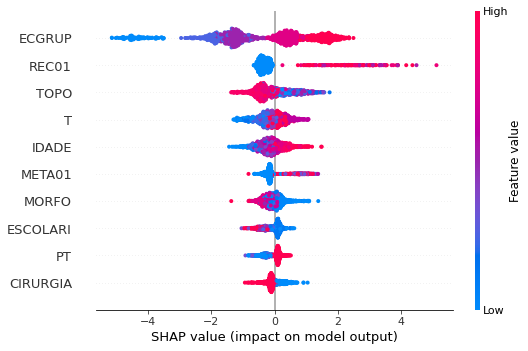 High
ECGRUP
REC01
TOPO
T
IDADE
META01
MORFO
ESCOLARI
PT
CIRURGIA
Feature value
Low
−4 −2 0 2 4
SHAP value (impact on model output)